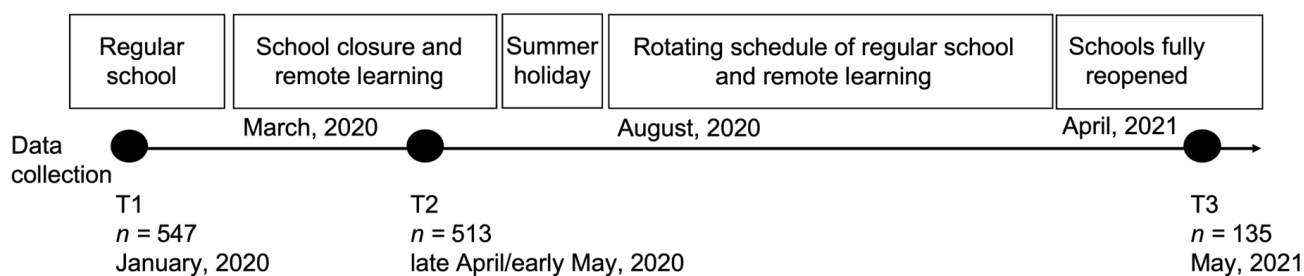 Regular
school
School closure and
remote learning
Summer
holiday
Rotating schedule of regular school
and remote learning
Schools fully
reopened
March, 2020
August, 2020
April, 2021
Data
collection
T1
n = 547
January, 2020
T2
n = 513
late April/early May, 2020
T3
n = 135
May, 2021